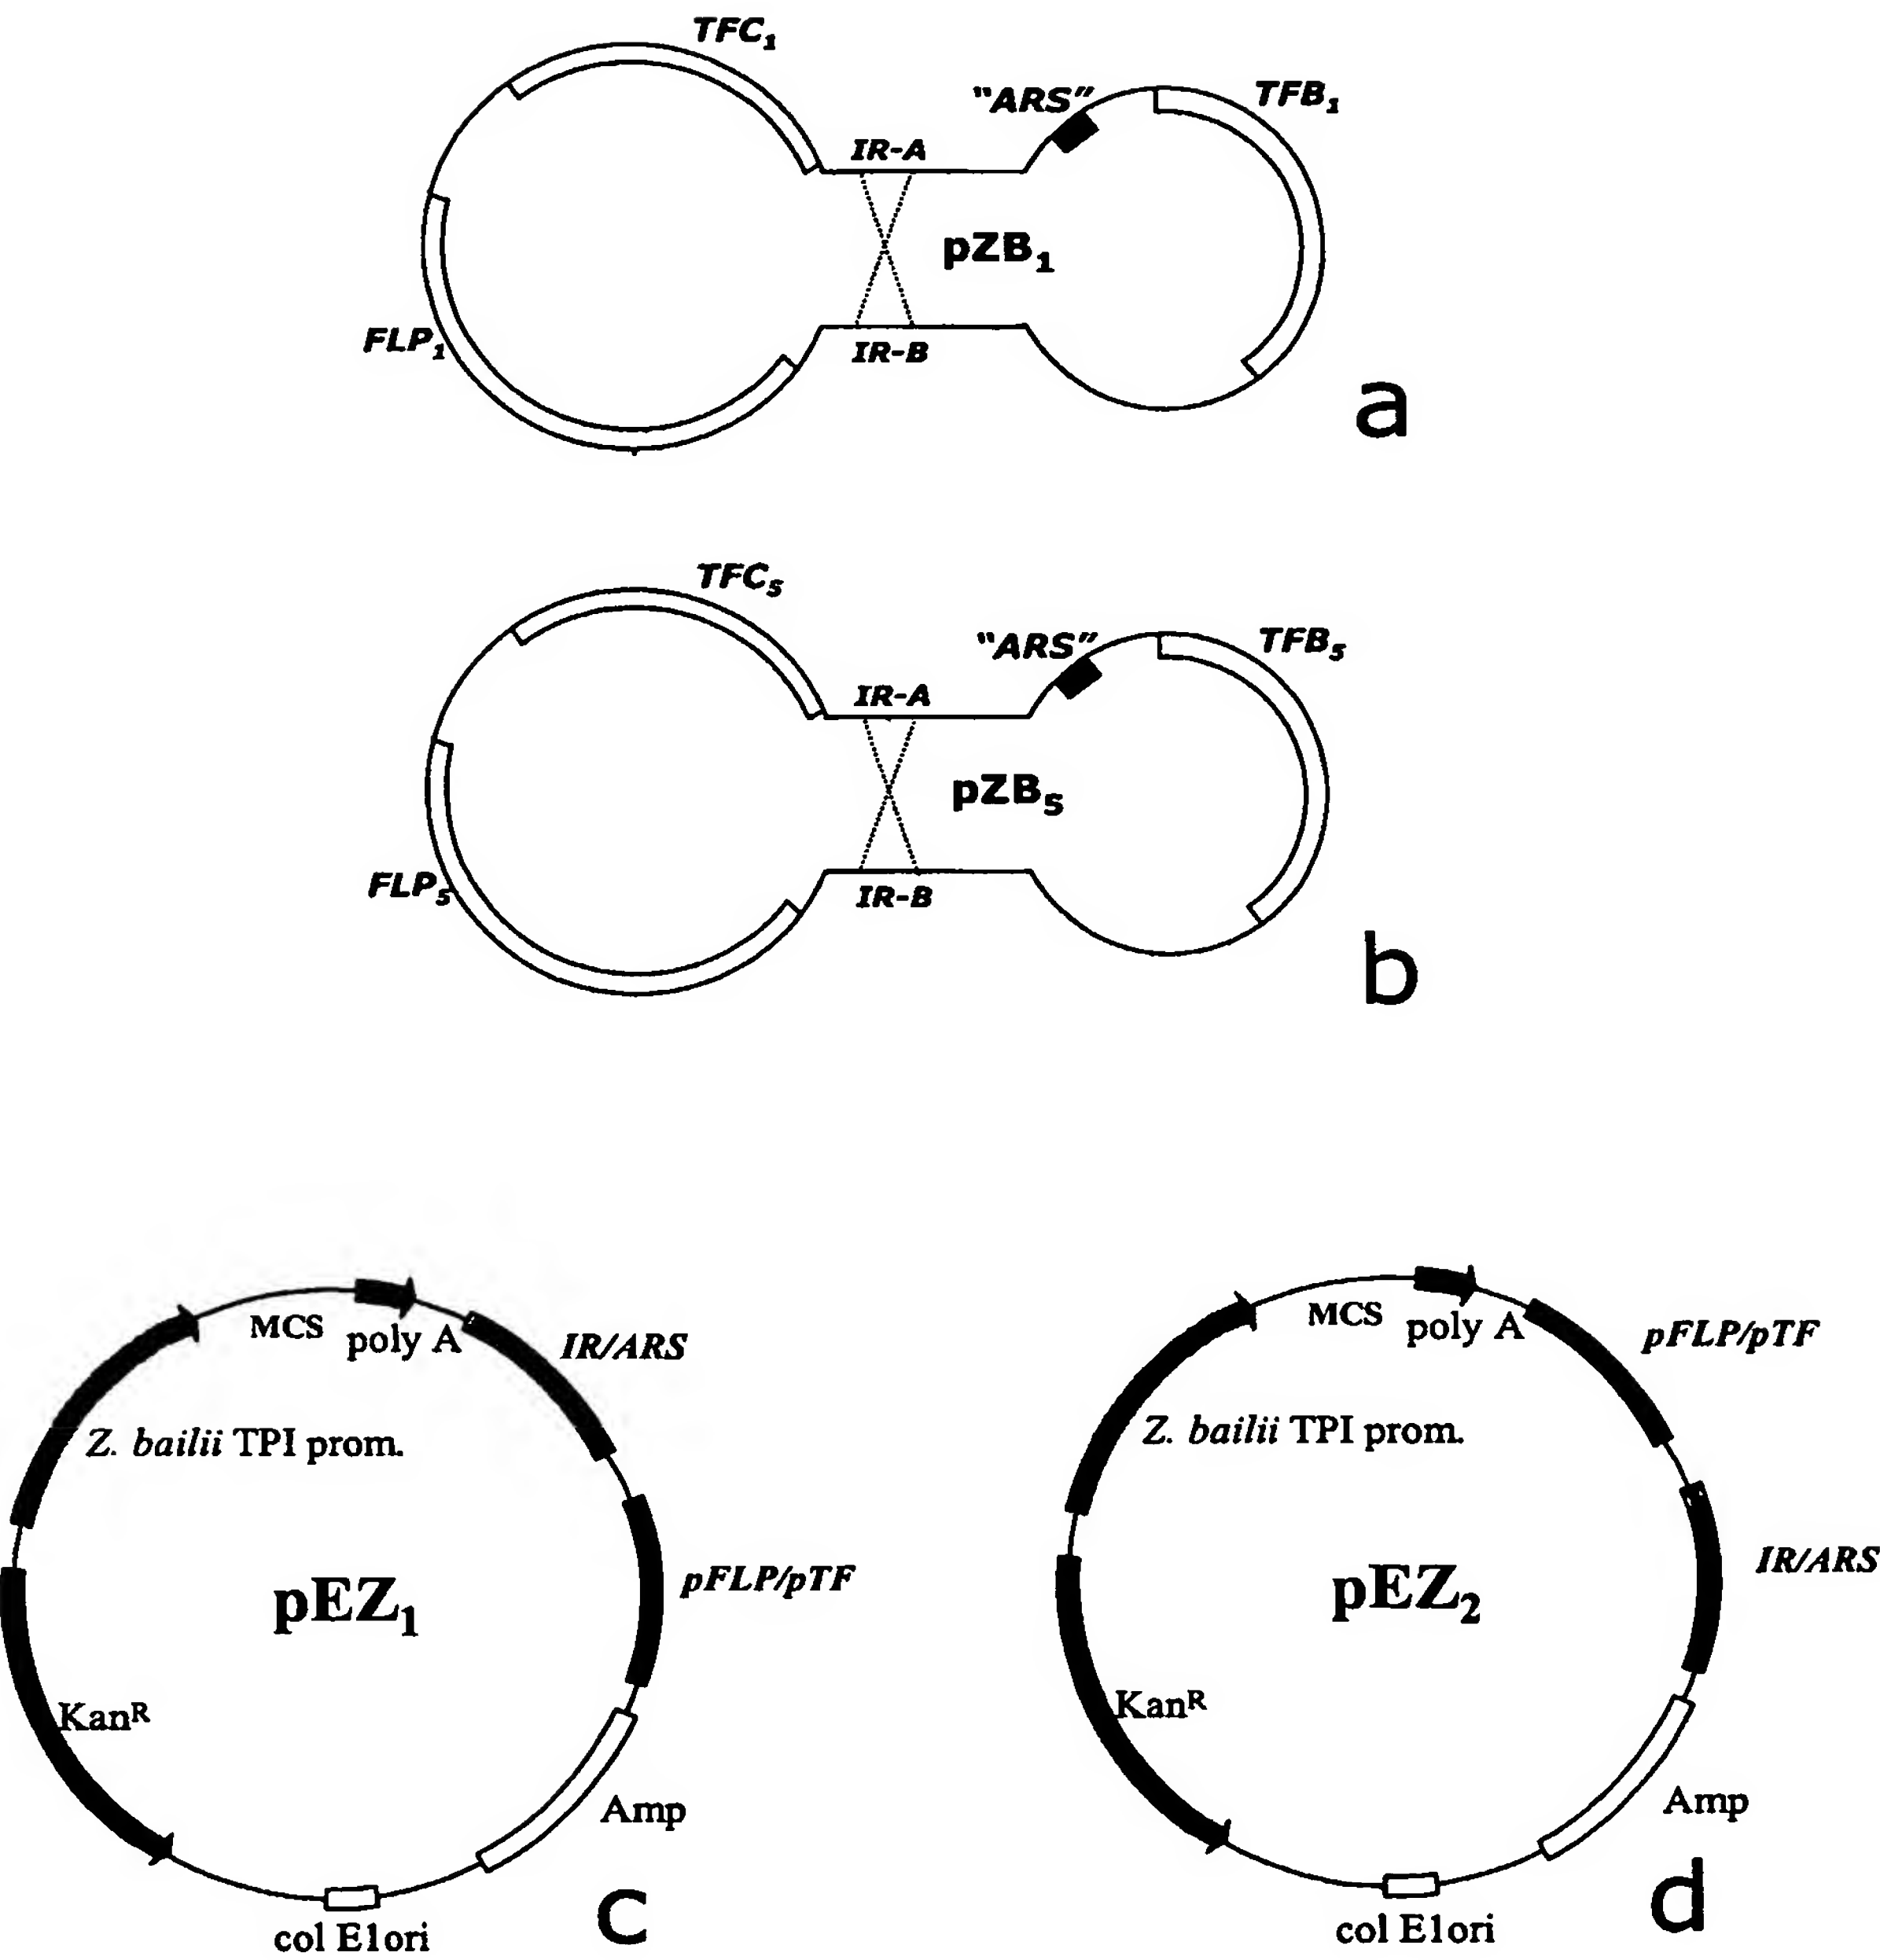 TFC₁
"ARS"
TFB₁
IR-A
pZB₁
FLP₁
IR-B
a
TFC₅
"ARS"
TFB₅
IR-A
pZB₅
FLP₅
IR-B
b
MCS
poly A
IR/ARS
Z. bailii TPI prom.
pEZ₁
pFLP/pTF
Kanᴿ
Amp
col E1ori
c
MCS
poly A
pFLP/pTF
Z. bailii TPI prom.
pEZ₂
IR/ARS
Kanᴿ
Amp
col E1ori
d